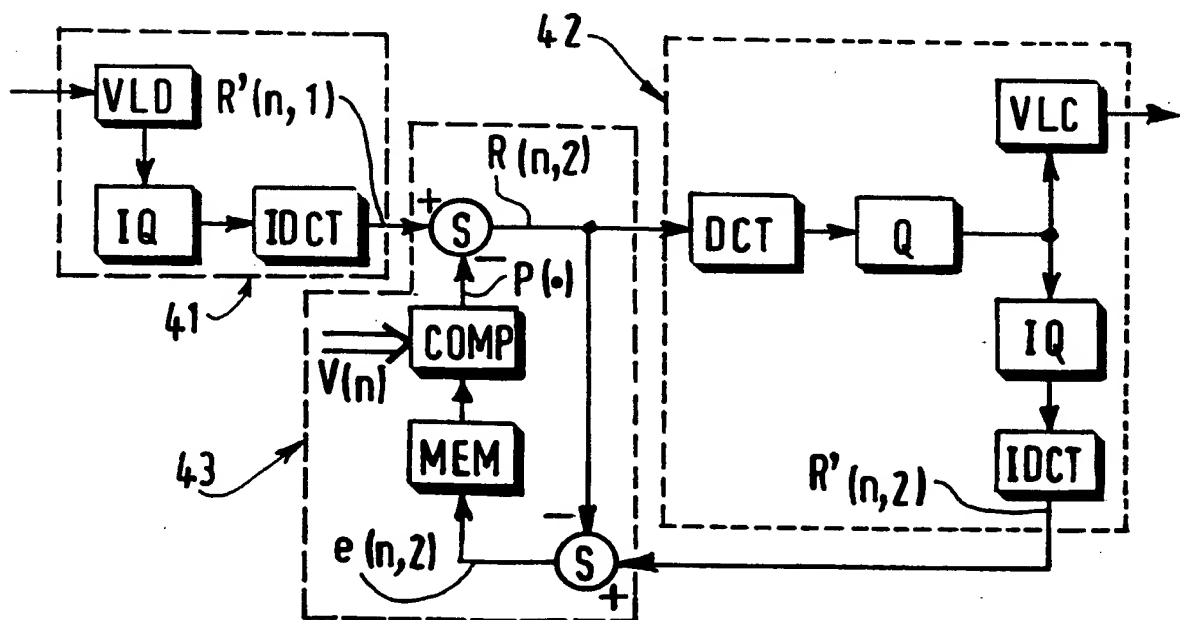 42
VLD
R'(n,1)
VLC
R(n,2)
IQ
IDCT
+
S
DCT
Q
−
P(•)
41
COMP
IQ
V(n)
MEM
IDCT
43
R'(n,2)
−
e(n,2)
S
+